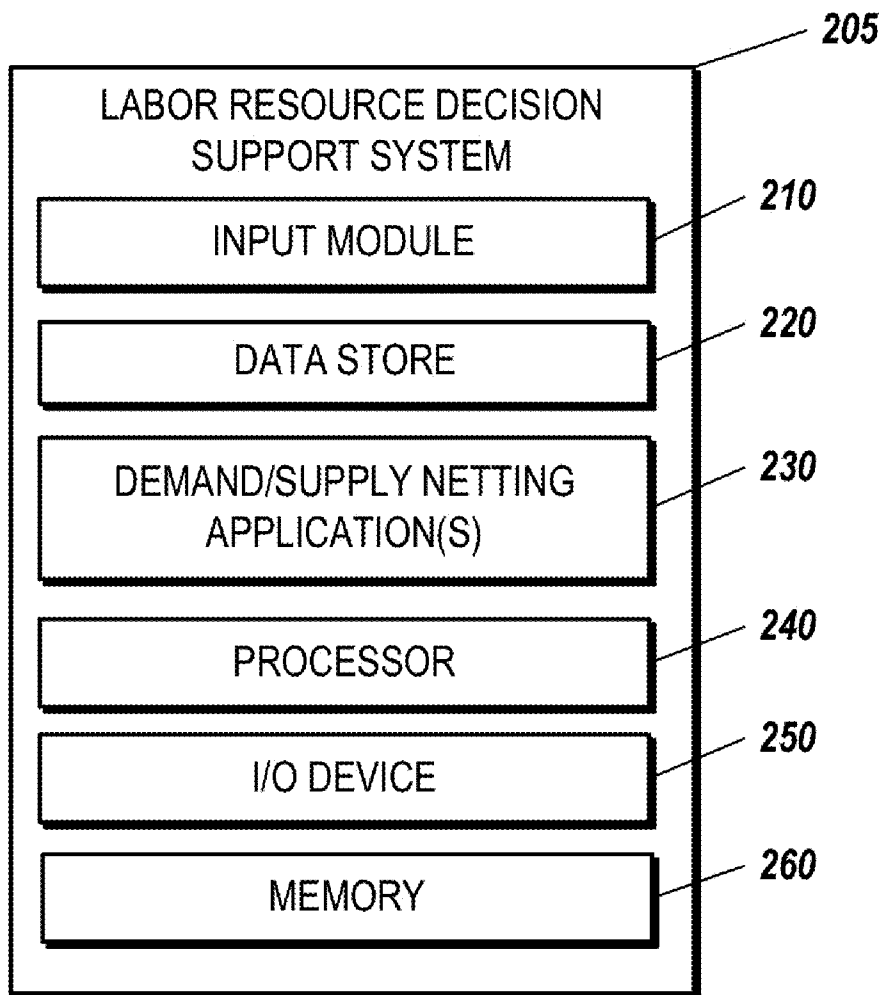 205
LABOR RESOURCE DECISION
SUPPORT SYSTEM
210
INPUT MODULE
220
DATA STORE
230
DEMAND/SUPPLY NETTING
APPLICATION(S)
240
PROCESSOR
250
I/O DEVICE
260
MEMORY